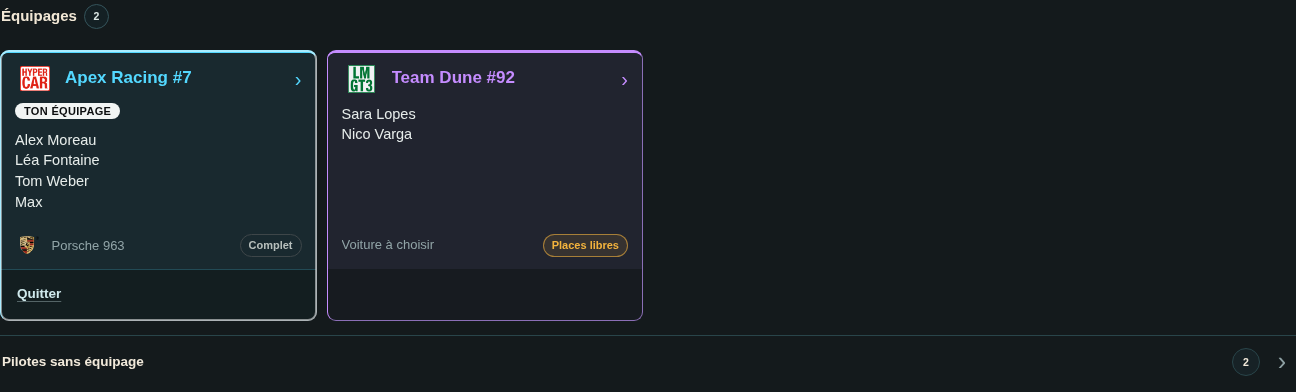 Équipages 2
HYPER CAR Apex Racing #7 ›
TON ÉQUIPAGE
Alex Moreau
Léa Fontaine
Tom Weber
Max
Porsche 963 Complet
Quitter
LM GT3 Team Dune #92 ›
Sara Lopes
Nico Varga
Voiture à choisir Places libres
Pilotes sans équipage 2 ›